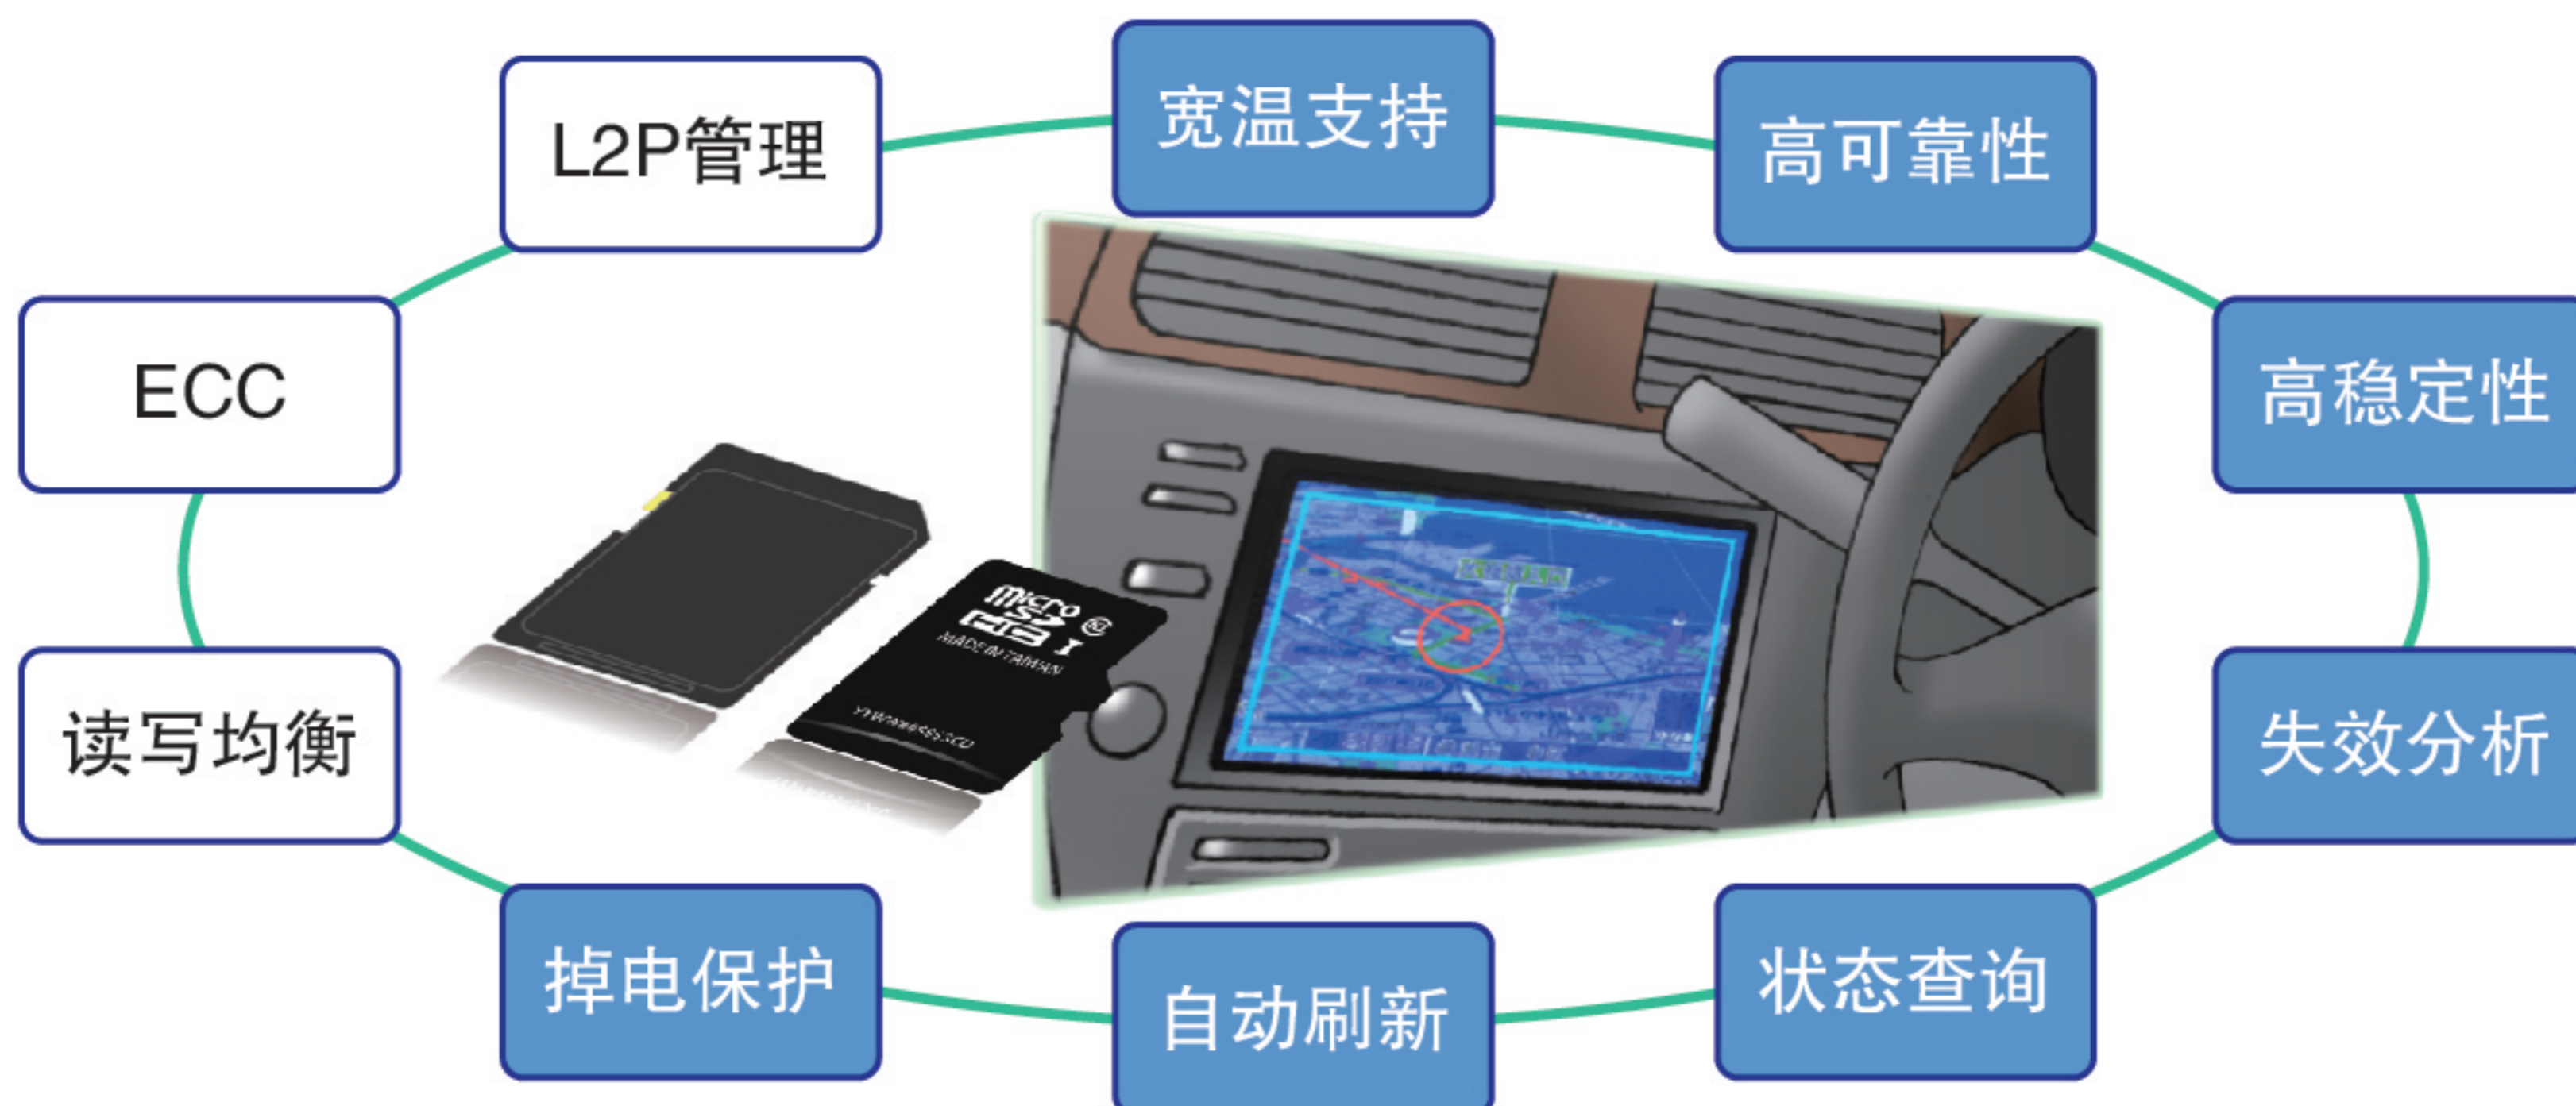 宽温支持
L2P管理
高可靠性
ECC
高稳定性
micro
SD
HC I
MADE IN TAIWAN
读写均衡
失效分析
掉电保护
状态查询
自动刷新